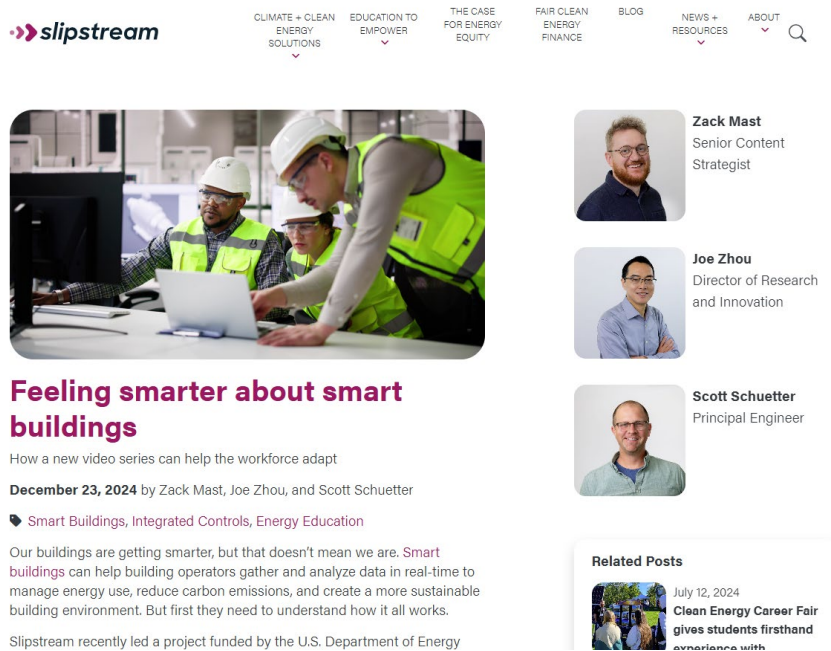 slipstream
CLIMATE + CLEAN
ENERGY
SOLUTIONS
EDUCATION TO
EMPOWER
THE CASE
FOR ENERGY
EQUITY
FAIR CLEAN
ENERGY
FINANCE
BLOG
NEWS +
RESOURCES
ABOUT
Feeling smarter about smart
buildings
How a new video series can help the workforce adapt
December 23, 2024 by Zack Mast, Joe Zhou, and Scott Schuetter
Smart Buildings, Integrated Controls, Energy Education
Our buildings are getting smarter, but that doesn’t mean we are. Smart
buildings can help building operators gather and analyze data in real-time to
manage energy use, reduce carbon emissions, and create a more sustainable
building environment. But first they need to understand how it all works.
Slipstream recently led a project funded by the U.S. Department of Energy
Zack Mast
Senior Content
Strategist
Joe Zhou
Director of Research
and Innovation
Scott Schuetter
Principal Engineer
Related Posts
July 12, 2024
Clean Energy Career Fair
gives students firsthand
experience with